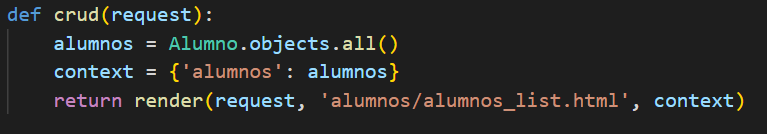 def crud(request):
    alumnos = Alumno.objects.all()
    context = {'alumnos': alumnos}
    return render(request, 'alumnos/alumnos_list.html', context)